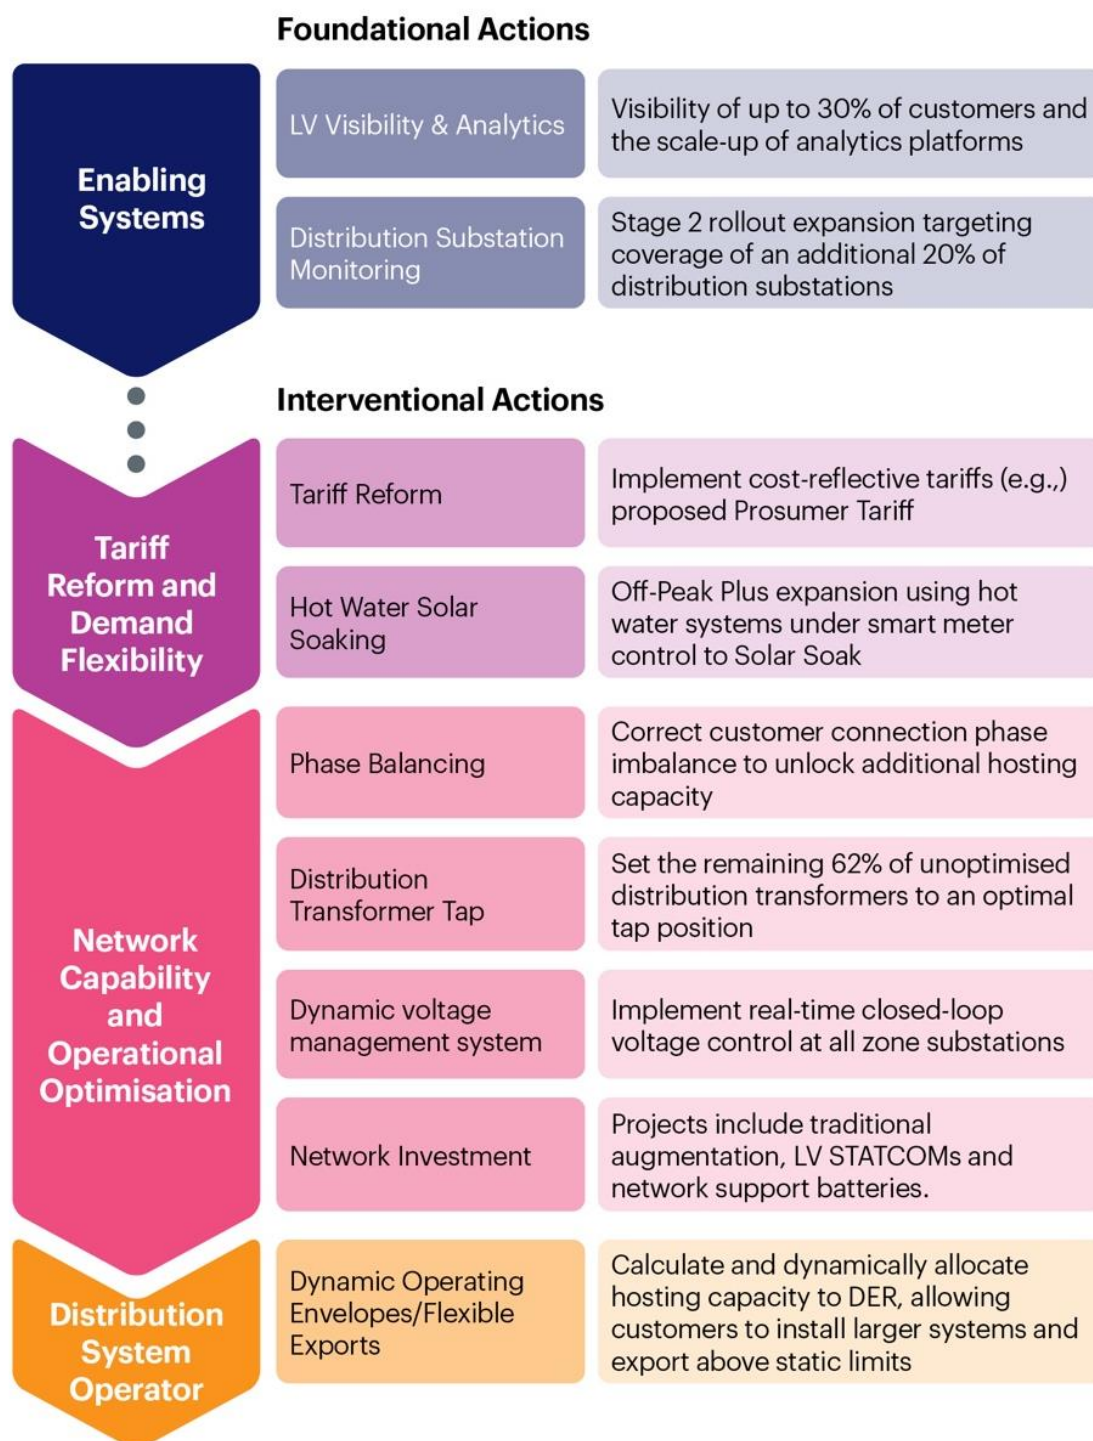 Foundational Actions
Enabling
Systems
LV Visibility & Analytics
Visibility of up to 30% of customers and
the scale-up of analytics platforms
Distribution Substation
Monitoring
Stage 2 rollout expansion targeting
coverage of an additional 20% of
distribution substations
Interventional Actions
Tariff
Reform and
Demand
Flexibility
Tariff Reform
Implement cost-reflective tariffs (e.g.,)
proposed Prosumer Tariff
Hot Water Solar
Soaking
Off-Peak Plus expansion using hot
water systems under smart meter
control to Solar Soak
Network
Capability
and
Operational
Optimisation
Phase Balancing
Correct customer connection phase
imbalance to unlock additional hosting
capacity
Distribution
Transformer Tap
Set the remaining 62% of unoptimised
distribution transformers to an optimal
tap position
Dynamic voltage
management system
Implement real-time closed-loop
voltage control at all zone substations
Network Investment
Projects include traditional
augmentation, LV STATCOMs and
network support batteries.
Distribution
System
Operator
Dynamic Operating
Envelopes/Flexible
Exports
Calculate and dynamically allocate
hosting capacity to DER, allowing
customers to install larger systems and
export above static limits